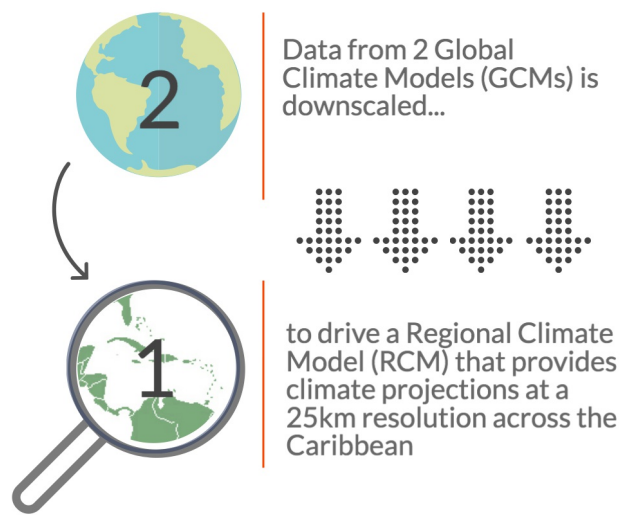 2
Data from 2 Global
Climate Models (GCMs) is
downscaled...
1
to drive a Regional Climate
Model (RCM) that provides
climate projections at a
25km resolution across the
Caribbean